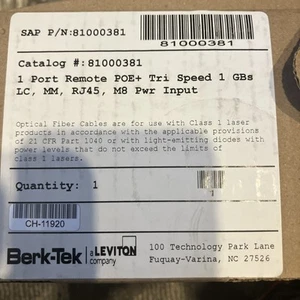 SAP P/N:81000381
81000381
Catalog #:81000381
1 Port Remote POE+ Tri Speed 1 GBs
LC, MM, RJ45, M8 Pwr Input
Optical Fiber Cables are for use with Class 1 laser
products in accordance with the applicable provisions
of 21 CFR Part 1040 or with light-emitting diodes with
power levels that do not exceed the limits of
class 1 lasers.
Quantity: 1
CH-11920
Berk-Tek a LEVITON company
100 Technology Park Lane
Fuquay-Varina, NC 27526